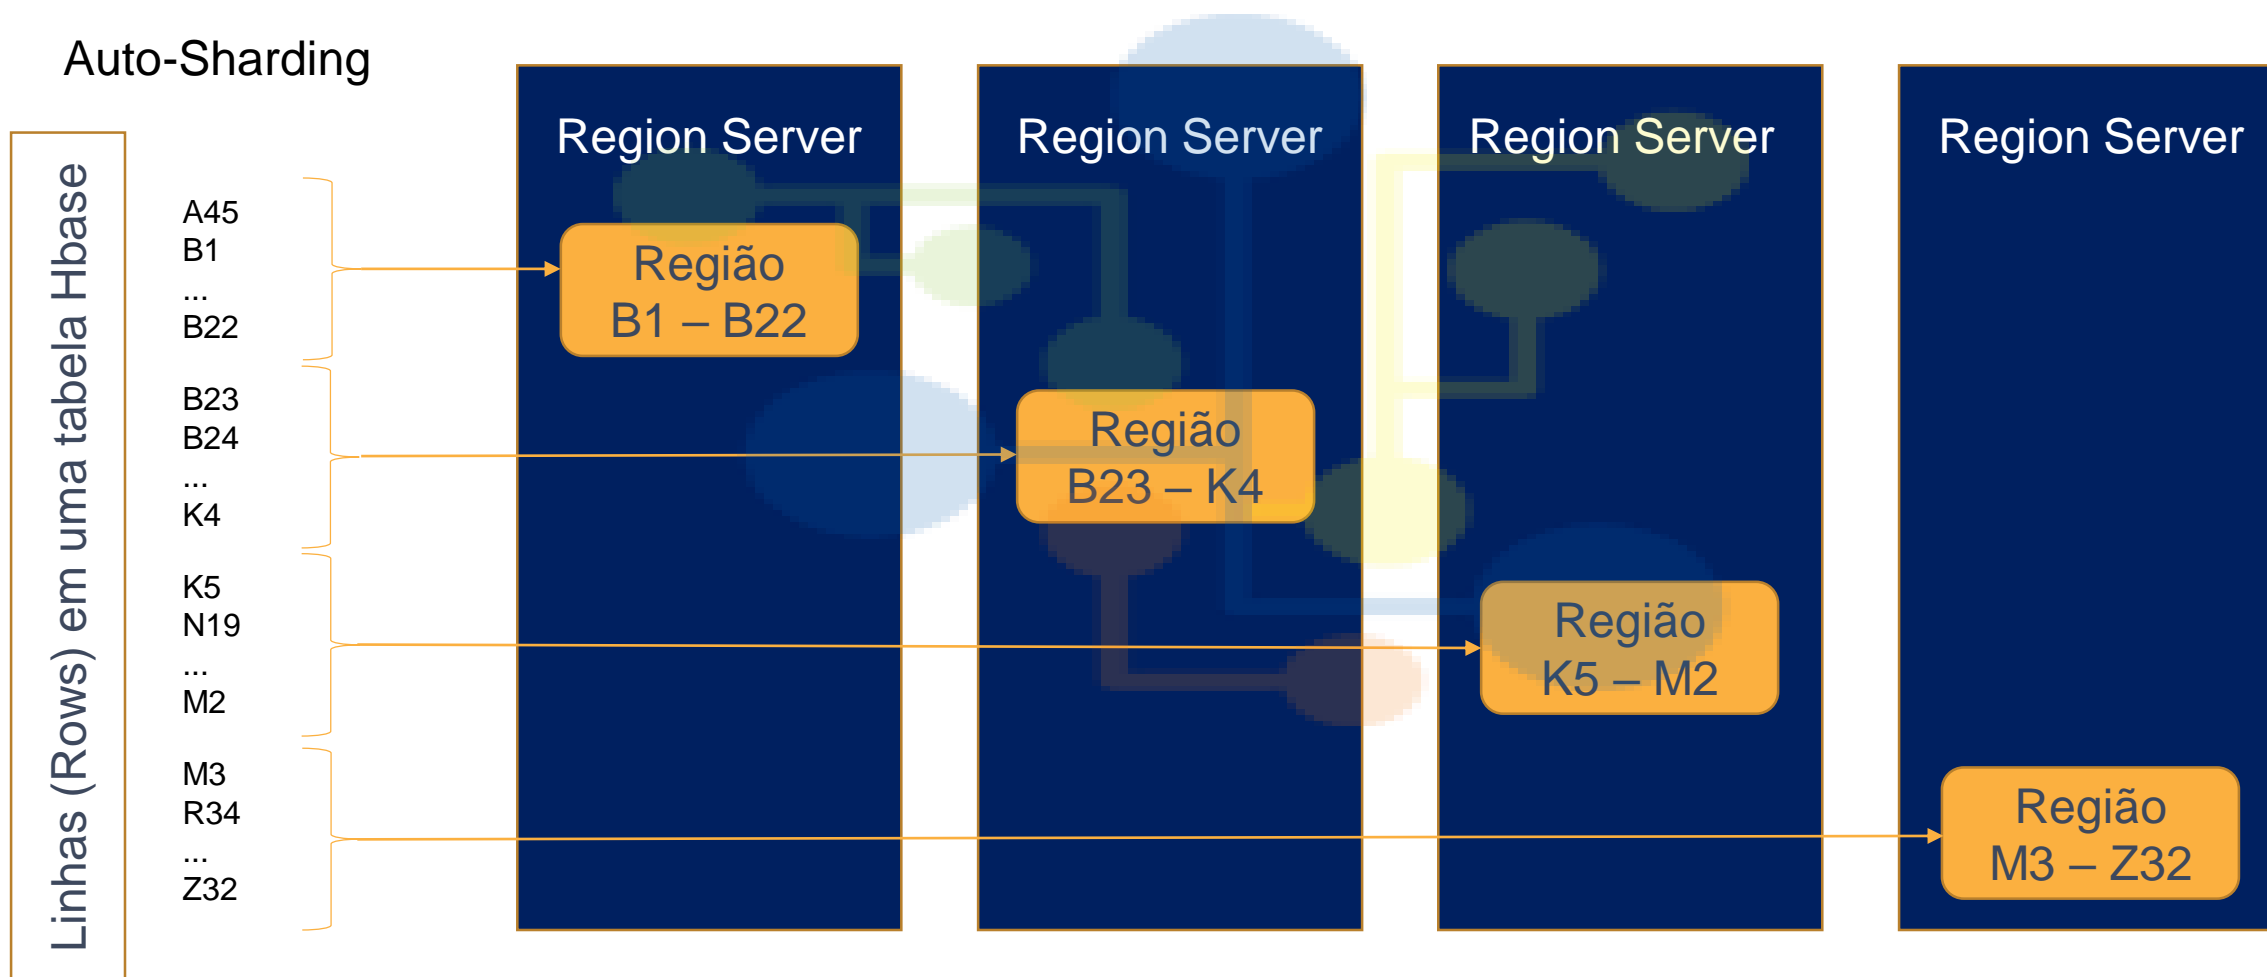 Auto-Sharding
Linhas (Rows) em uma tabela Hbase
A45
B1
...
B22
B23
B24
...
K4
K5
N19
...
M2
M3
R34
...
Z32
Region Server
Região
B1 – B22
Region Server
Região
B23 – K4
Region Server
Região
K5 – M2
Region Server
Região
M3 – Z32